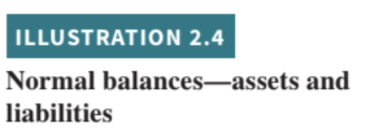 ILLUSTRATION 2.4
Normal balances—assets and
liabilities